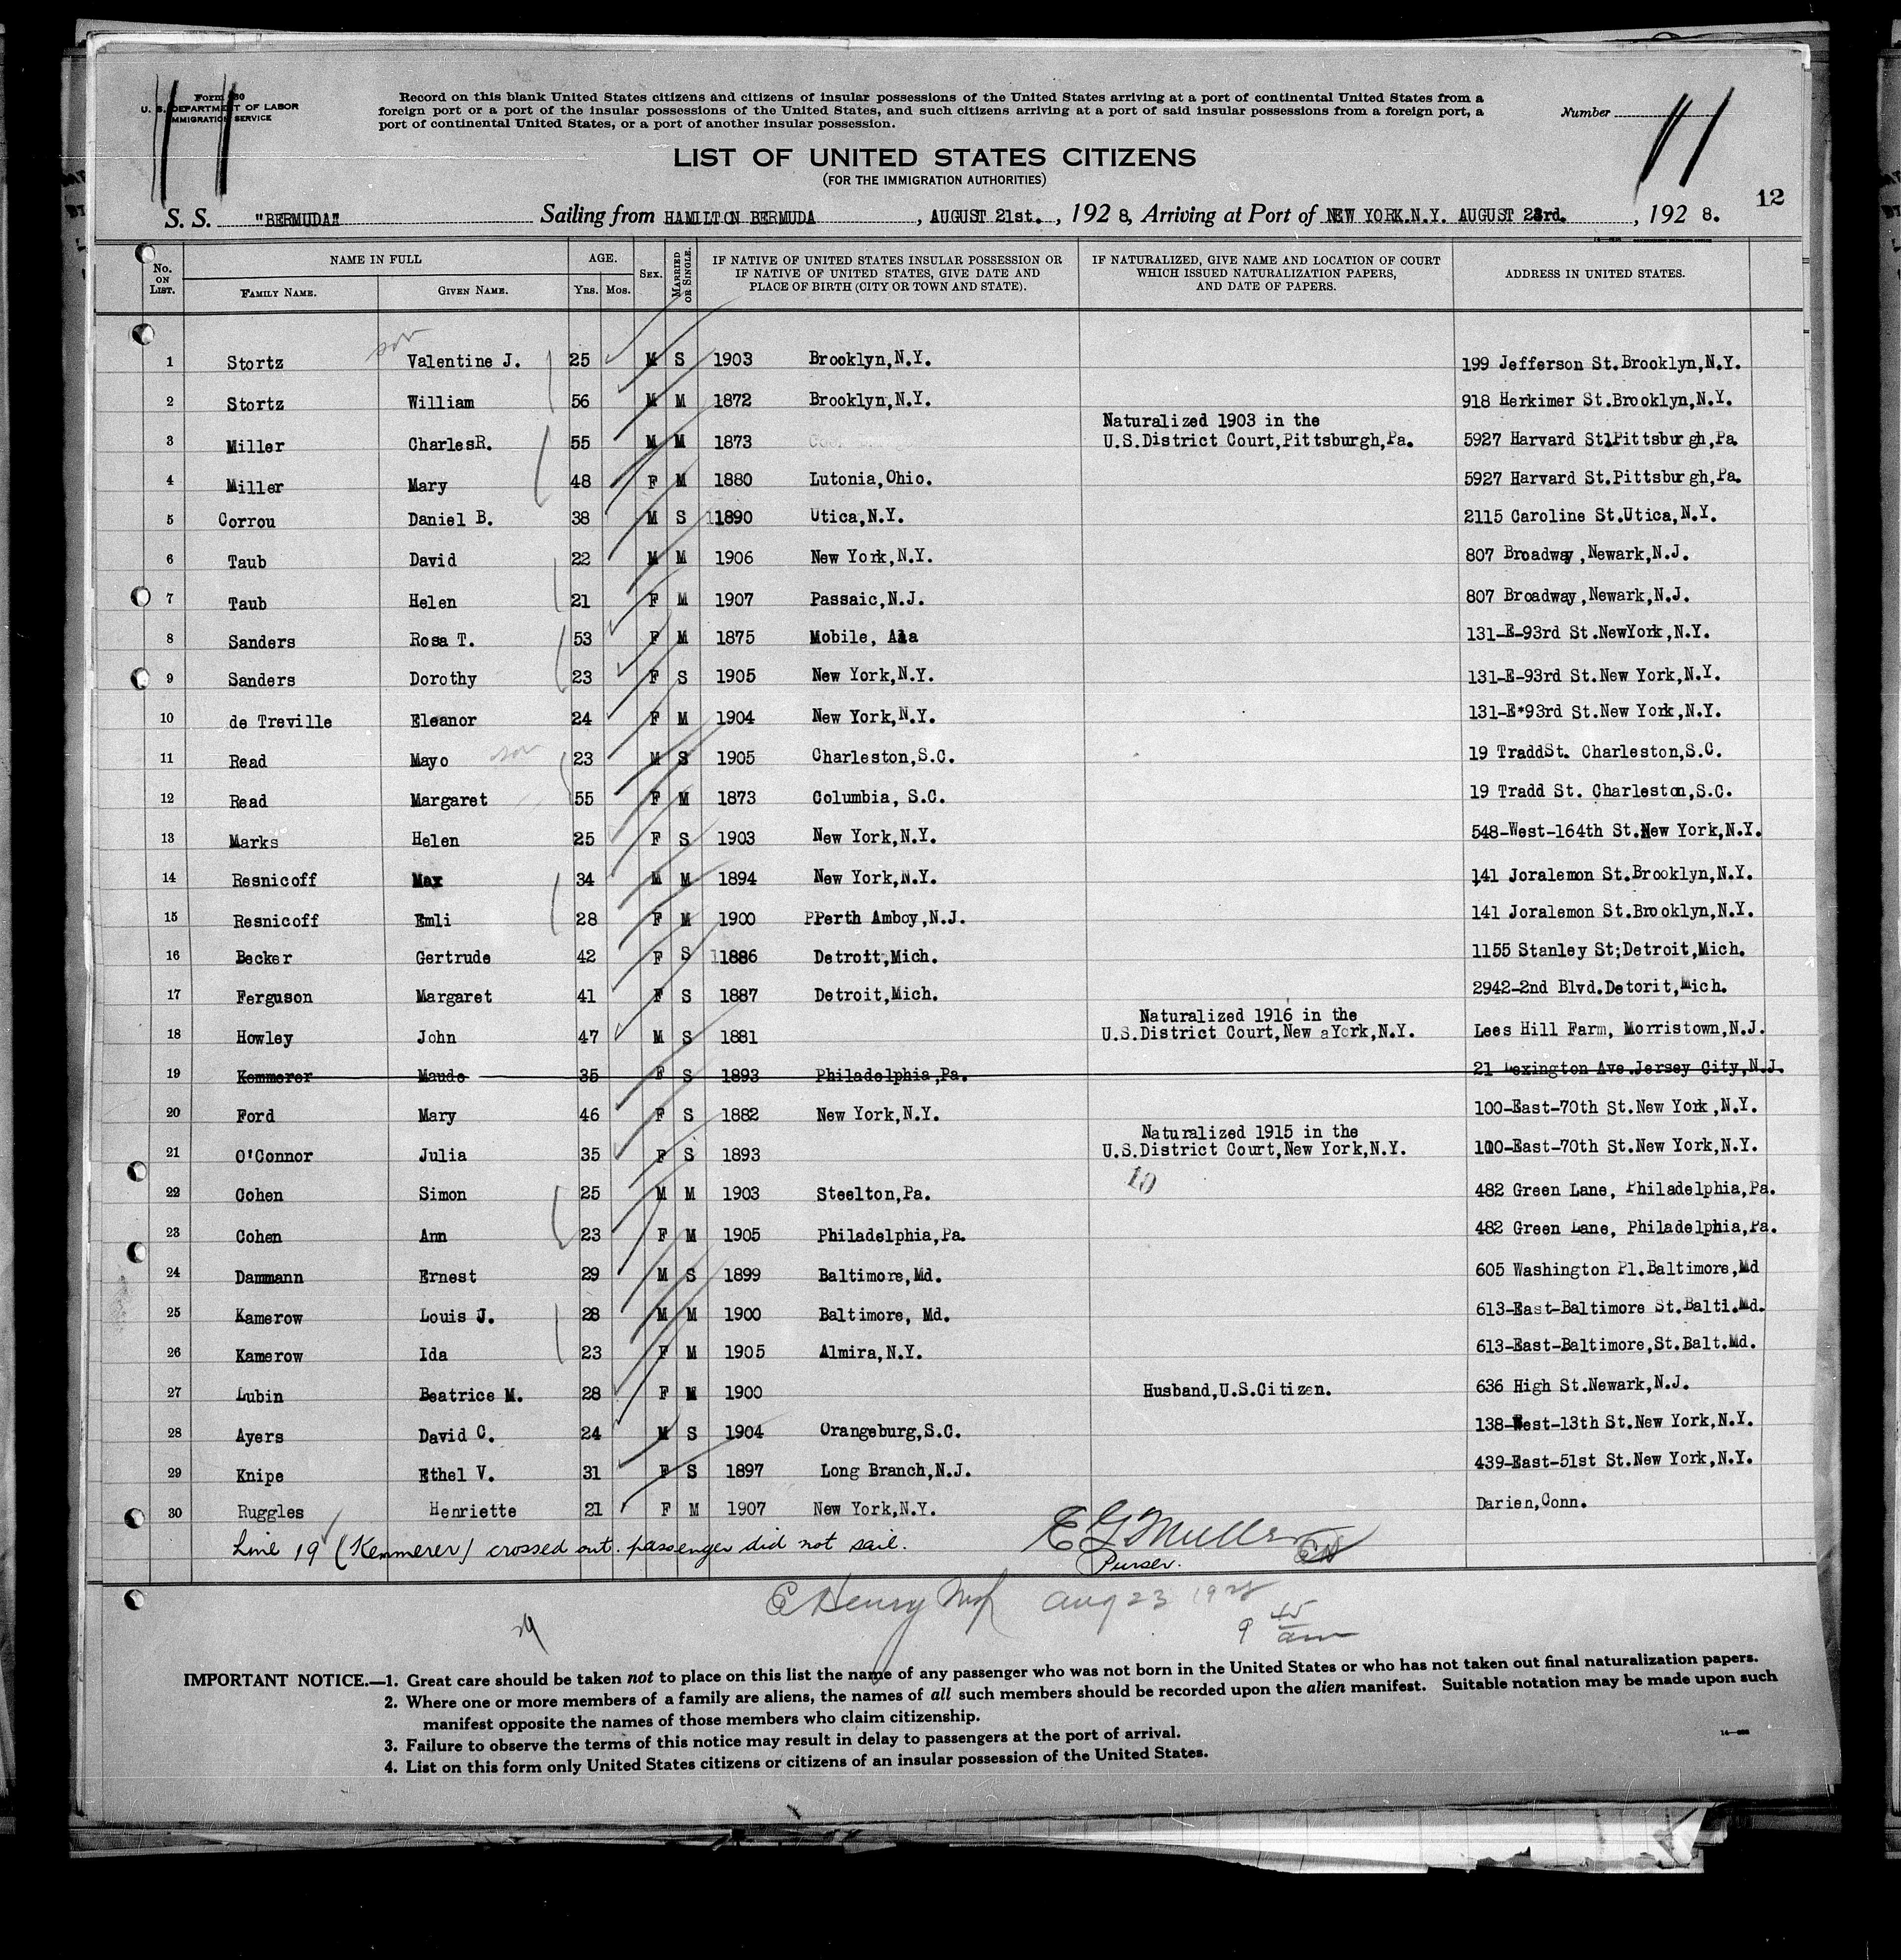 Form 630
U. S. DEPARTMENT OF LABOR
IMMIGRATION SERVICE
Record on this blank United States citizens and citizens of insular possessions of the United States arriving at a port of continental United States from a
foreign port or a port of the insular possessions of the United States, and such citizens arriving at a port of said insular possessions from a foreign port, a
port of continental United States, or a port of another insular possession.
Number
11
11
LIST OF UNITED STATES CITIZENS
(FOR THE IMMIGRATION AUTHORITIES)
12
S. S. "BERMUDA" Sailing from HAMILTON BERMUDA, AUGUST 21st., 1928, Arriving at Port of NEW YORK.N.Y. AUGUST 23rd., 1928.
No. ON LIST. NAME IN FULL AGE. SEX. MARRIED OR SINGLE. IF NATIVE OF UNITED STATES INSULAR POSSESSION OR IF NATIVE OF UNITED STATES, GIVE DATE AND PLACE OF BIRTH (CITY OR TOWN AND STATE). IF NATURALIZED, GIVE NAME AND LOCATION OF COURT WHICH ISSUED NATURALIZATION PAPERS, AND DATE OF PAPERS. ADDRESS IN UNITED STATES.
FAMILY NAME. GIVEN NAME. YRS. MOS.
son
1 Stortz Valentine J. 25 M S 1903 Brooklyn,N.Y. 199 Jefferson St.Brooklyn,N.Y.
2 Stortz William 56 M M 1872 Brooklyn,N.Y. 918 Herkimer St.Brooklyn,N.Y.
Naturalized 1903 in the
3 Miller CharlesR. 55 M M 1873 U.S.District Court,Pittsburgh,Pa. 5927 Harvard St.Pittsburgh,Pa
4 Miller Mary 48 F M 1880 Lutonia,Ohio. 5927 Harvard St.Pittsburgh,Pa.
5 Corrou Daniel B. 38 M S 11890 Utica,N.Y. 2115 Caroline St.Utica,N.Y.
6 Taub David 22 M M 1906 New York,N.Y. 807 Broadway,Newark,N.J.
7 Taub Helen 21 F M 1907 Passaic,N.J. 807 Broadway,Newark,N.J.
8 Sanders Rosa T. 53 F M 1875 Mobile, Ala 131-E-93rd St.NewYork,N.Y.
9 Sanders Dorothy 23 F S 1905 New York,N.Y. 131-E-93rd St.New York,N.Y.
10 de Treville Eleanor 24 F M 1904 New York,N.Y. 131-E*93rd St.New York,N.Y.
11 Read Mayo son 23 M S 1905 Charleston,S.C. 19 TraddSt. Charleston,S.C.
12 Read Margaret 55 F M 1873 Columbia, S.C. 19 Tradd St. Charleston,S.C.
13 Marks Helen 25 F S 1903 New York,N.Y. 548-West-164th St.New York,N.Y.
14 Resnicoff Max 34 M M 1894 New York,N.Y. 141 Joralemon St.Brooklyn,N.Y.
15 Resnicoff Emli 28 F M 1900 PPerth Amboy,N.J. 141 Joralemon St.Brooklyn,N.Y.
16 Becker Gertrude 42 F S 11886 Detroit,Mich. 1155 Stanley St;Detroit,Mich.
17 Ferguson Margaret 41 F S 1887 Detroit,Mich. 2942-2nd Blvd.Detorit,Mich.
Naturalized 1916 in the
18 Howley John 47 M S 1881 U.S.District Court,New aYork,N.Y. Lees Hill Farm, Morristown,N.J.
19 Kemmerer Maude 35 F S 1893 Philadelphia,Pa. 21 Lexington Ave.Jersey City,N.J.
20 Ford Mary 46 F S 1882 New York,N.Y. 100-East-70th St.New York,N.Y.
Naturalized 1915 in the
21 O'Connor Julia 35 F S 1893 U.S.District Court,New York,N.Y. 100-East-70th St.New York,N.Y.
10
22 Cohen Simon 25 M M 1903 Steelton,Pa. 482 Green Lane, Philadelphia,Pa.
23 Cohen Ann 23 F M 1905 Philadelphia,Pa. 482 Green Lane, Philadelphia,Pa.
24 Dammann Ernest 29 M S 1899 Baltimore,Md. 605 Washington Pl.Baltimore,Md
25 Kamerow Louis J. 28 M M 1900 Baltimore, Md. 613-East-Baltimore St.Balti.Md.
26 Kamerow Ida 23 F M 1905 Almira,N.Y. 613-East-Baltimore,St.Balt.Md.
27 Lubin Beatrice M. 28 F M 1900 Husband,U.S.Citizen. 636 High St.Newark,N.J.
28 Ayers David C. 24 M S 1904 Orangeburg,S.C. 138-West-13th St.New York,N.Y.
29 Knipe Ethel V. 31 F S 1897 Long Branch,N.J. 439-East-51st St.New York,N.Y.
30 Ruggles Henriette 21 F M 1907 New York,N.Y. Darien,Conn.
Line 19 (Kemmerer) crossed out. passenger did not sail. E G Muller
Purser.
Henry Aug 23 1928
29
9 45 am
IMPORTANT NOTICE.—1. Great care should be taken not to place on this list the name of any passenger who was not born in the United States or who has not taken out final naturalization papers.
2. Where one or more members of a family are aliens, the names of all such members should be recorded upon the alien manifest. Suitable notation may be made upon such
manifest opposite the names of those members who claim citizenship.
3. Failure to observe the terms of this notice may result in delay to passengers at the port of arrival.
4. List on this form only United States citizens or citizens of an insular possession of the United States.